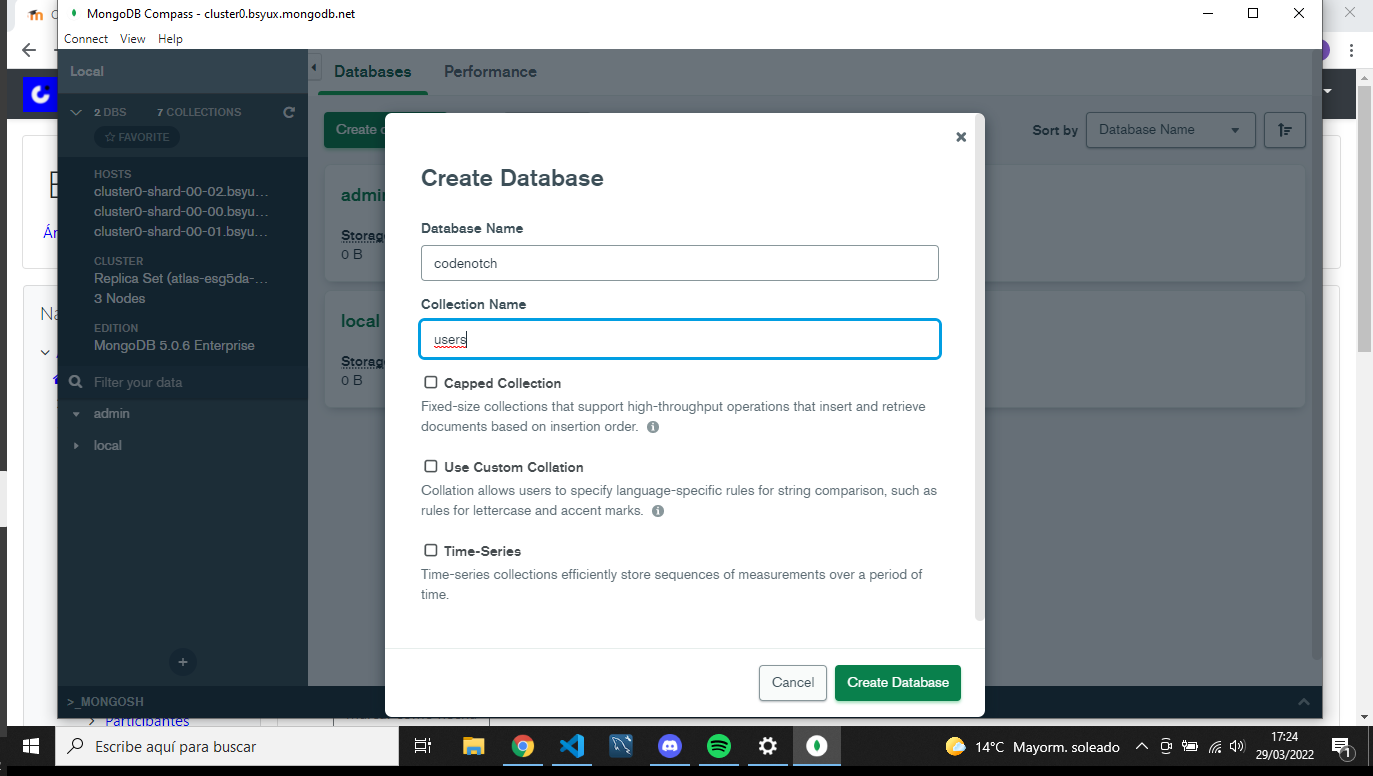 MongoDB Compass - cluster0.bsyux.mongodb.net
Connect View Help
Local
Databases Performance
2 DBS 7 COLLECTIONS
FAVORITE
Create
Sort by Database Name
HOSTS
cluster0-shard-00-02.bsyu...
cluster0-shard-00-00.bsyu...
cluster0-shard-00-01.bsyu...
CLUSTER
Replica Set (atlas-esg5da-...
3 Nodes
EDITION
MongoDB 5.0.6 Enterprise
Filter your data
admin
local
>_MONGOSH
admin
Storage
0 B
local
Storage
0 B
Create Database
Database Name
codenotch
Collection Name
users
Capped Collection
Fixed-size collections that support high-throughput operations that insert and retrieve
documents based on insertion order.
Use Custom Collation
Collation allows users to specify language-specific rules for string comparison, such as
rules for lettercase and accent marks.
Time-Series
Time-series collections efficiently store sequences of measurements over a period of
time.
Cancel Create Database
Participantes
Escribe aquí para buscar
14°C Mayorm. soleado
17:24
29/03/2022
1